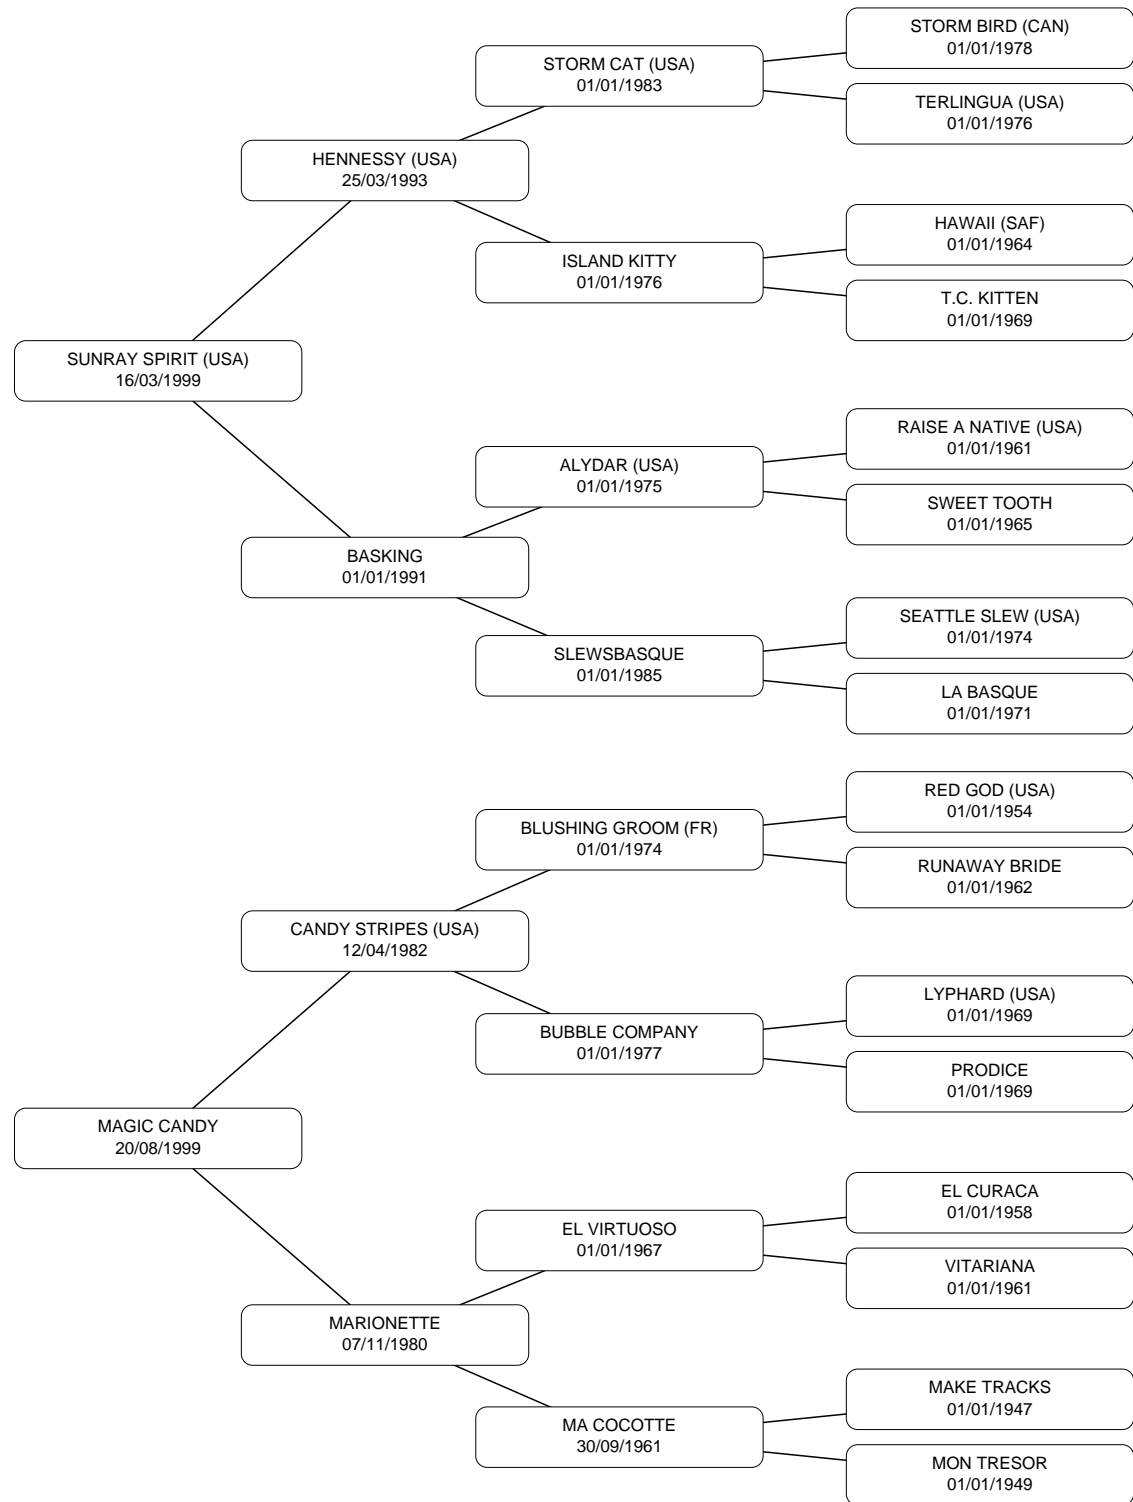 STORM BIRD (CAN)
01/01/1978
STORM CAT (USA)
01/01/1983
TERLINGUA (USA)
01/01/1976
HENNESSY (USA)
25/03/1993
HAWAII (SAF)
01/01/1964
ISLAND KITTY
01/01/1976
T.C. KITTEN
01/01/1969
SUNRAY SPIRIT (USA)
16/03/1999
RAISE A NATIVE (USA)
01/01/1961
ALYDAR (USA)
01/01/1975
SWEET TOOTH
01/01/1965
BASKING
01/01/1991
SEATTLE SLEW (USA)
01/01/1974
SLEWSBASQUE
01/01/1985
LA BASQUE
01/01/1971
RED GOD (USA)
01/01/1954
BLUSHING GROOM (FR)
01/01/1974
RUNAWAY BRIDE
01/01/1962
CANDY STRIPES (USA)
12/04/1982
LYPHARD (USA)
01/01/1969
BUBBLE COMPANY
01/01/1977
PRODICE
01/01/1969
MAGIC CANDY
20/08/1999
EL CURACA
01/01/1958
EL VIRTUOSO
01/01/1967
VITARIANA
01/01/1961
MARIONETTE
07/11/1980
MAKE TRACKS
01/01/1947
MA COCOTTE
30/09/1961
MON TRESOR
01/01/1949